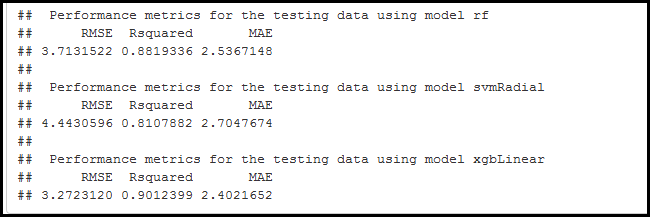 ##  Performance metrics for the testing data using model rf
##      RMSE  Rsquared       MAE
## 3.7131522 0.8819336 2.5367148
##
##  Performance metrics for the testing data using model svmRadial
##      RMSE  Rsquared       MAE
## 4.4430596 0.8107882 2.7047674
##
##  Performance metrics for the testing data using model xgbLinear
##      RMSE  Rsquared       MAE
## 3.2723120 0.9012399 2.4021652